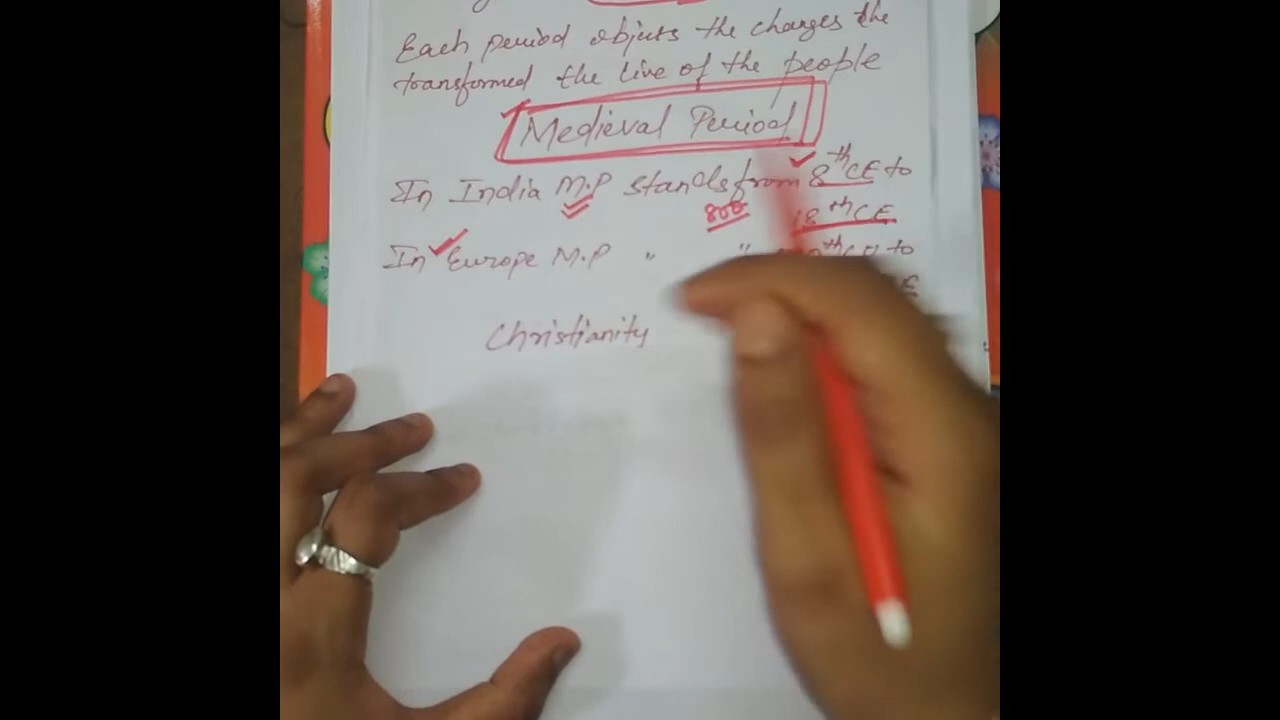 Each period objects the changes the
transformed the live of the people
Medieval Period
In India M.P stands from 8th CE to
800 18th CE
In Europe M.P " " to
Christianity